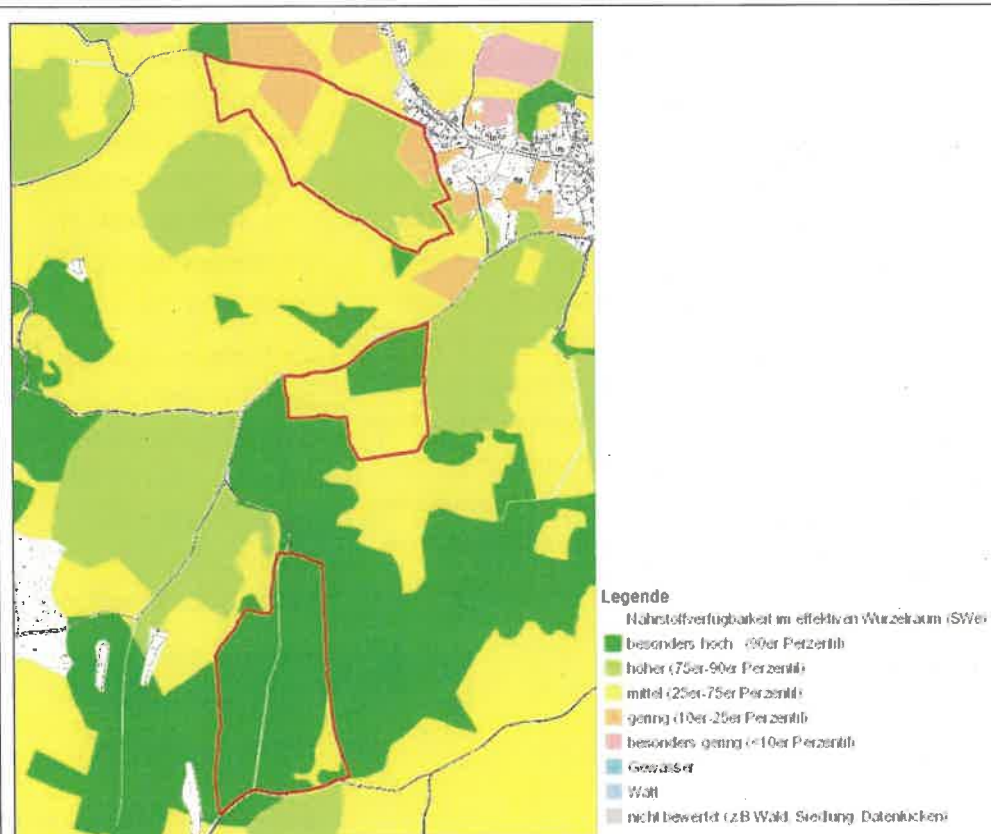 Legende
Nährstoffverfügbarkeit im effektiven Wurzelraum (SWe)
besonders hoch (90er Perzentil)
höher (75er-90er Perzentil)
mittel (25er-75er Perzentil)
gering (10er-25er Perzentil)
besonders gering (<10er Perzentil)
Gewässer
Watt
nicht bewertet (z.B Wald, Siedlung, Datenlücken)